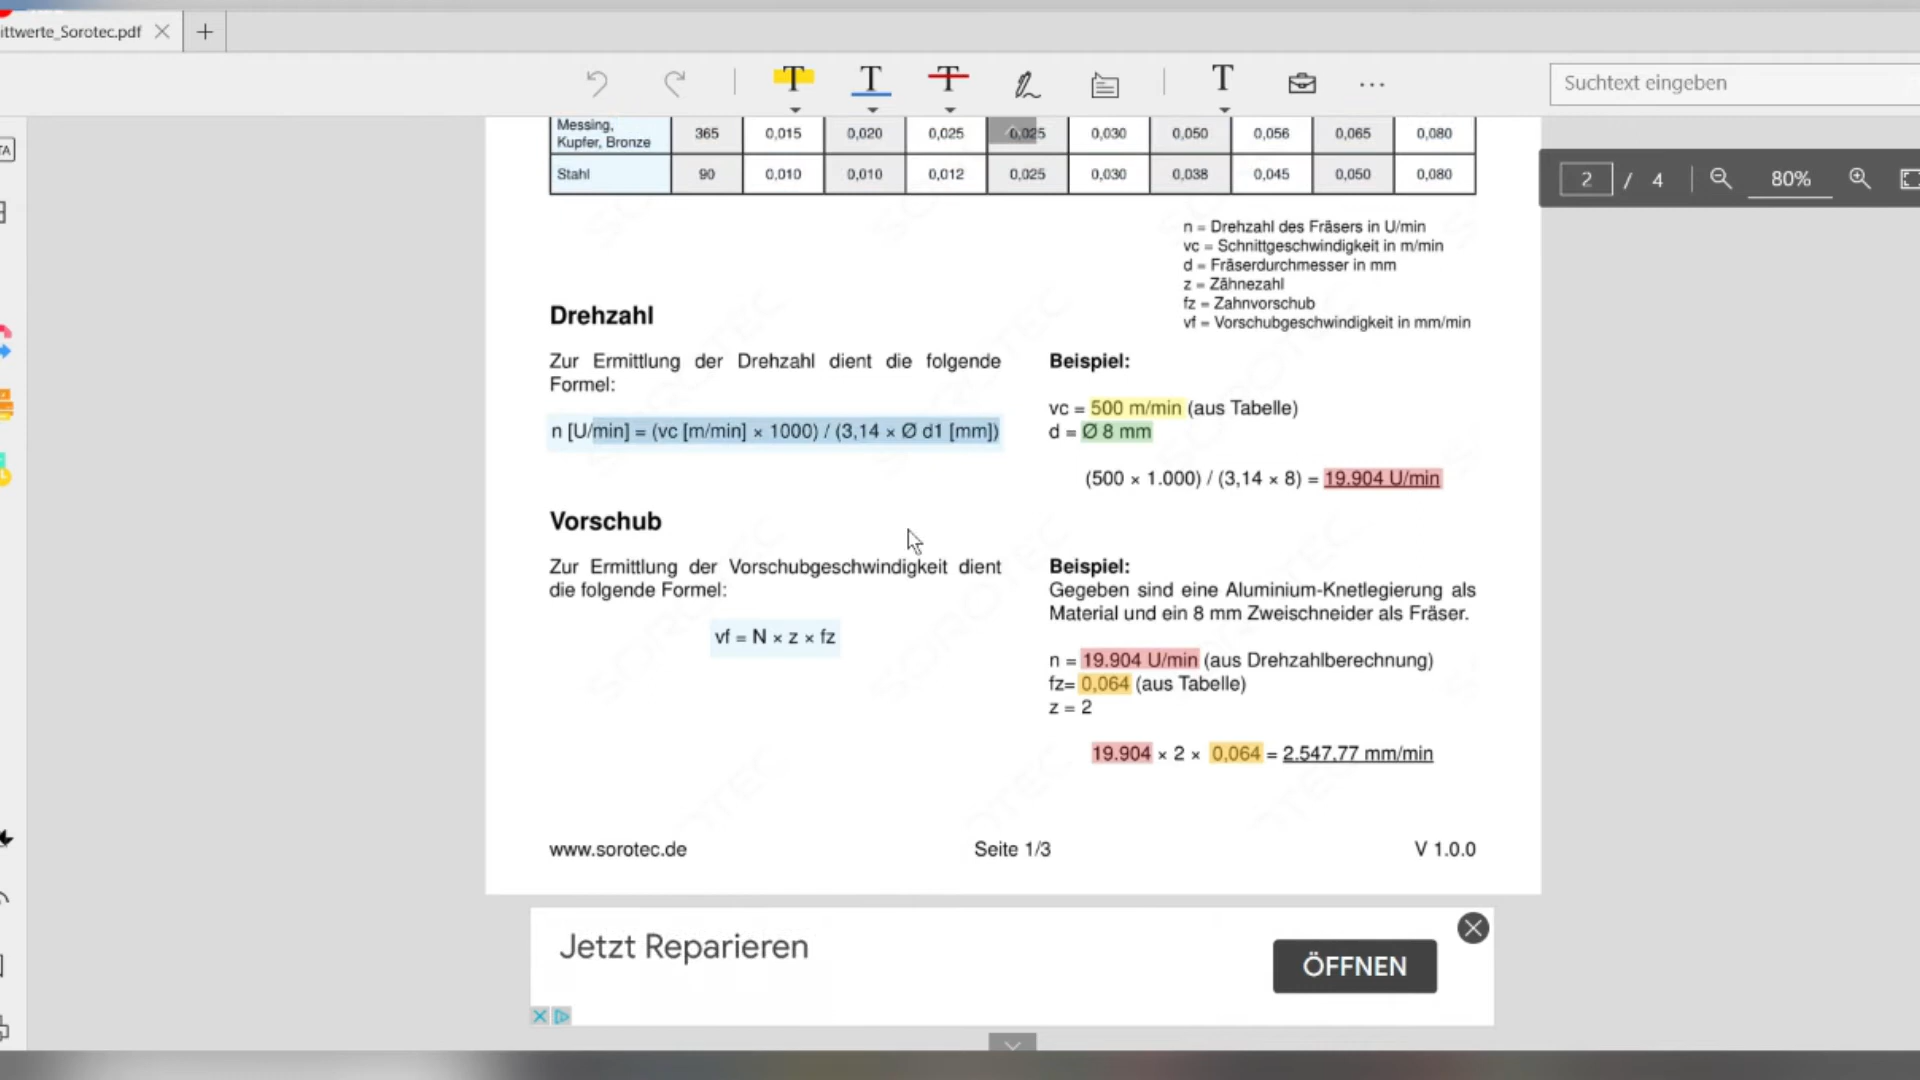 ittwerte_Sorotec.pdf
Suchtext eingeben
2 / 4 80%
Messing, Kupfer, Bronze 365 0,015 0,020 0,025 0,025 0,030 0,050 0,056 0,065 0,080
Stahl 90 0,010 0,010 0,012 0,025 0,030 0,038 0,045 0,050 0,080
n = Drehzahl des Fräsers in U/min
vc = Schnittgeschwindigkeit in m/min
d = Fräserdurchmesser in mm
z = Zähnezahl
fz = Zahnvorschub
vf = Vorschubgeschwindigkeit in mm/min
Drehzahl
Zur Ermittlung der Drehzahl dient die folgende
Formel:
n [U/min] = (vc [m/min] × 1000) / (3,14 × Ø d1 [mm])
Beispiel:
vc = 500 m/min (aus Tabelle)
d = Ø 8 mm
(500 × 1.000) / (3,14 × 8) = 19.904 U/min
Vorschub
Zur Ermittlung der Vorschubgeschwindigkeit dient
die folgende Formel:
vf = N × z × fz
Beispiel:
Gegeben sind eine Aluminium-Knetlegierung als
Material und ein 8 mm Zweischneider als Fräser.
n = 19.904 U/min (aus Drehzahlberechnung)
fz= 0,064 (aus Tabelle)
z = 2
19.904 × 2 × 0,064 = 2.547,77 mm/min
www.sorotec.de Seite 1/3 V 1.0.0
Jetzt Reparieren
ÖFFNEN